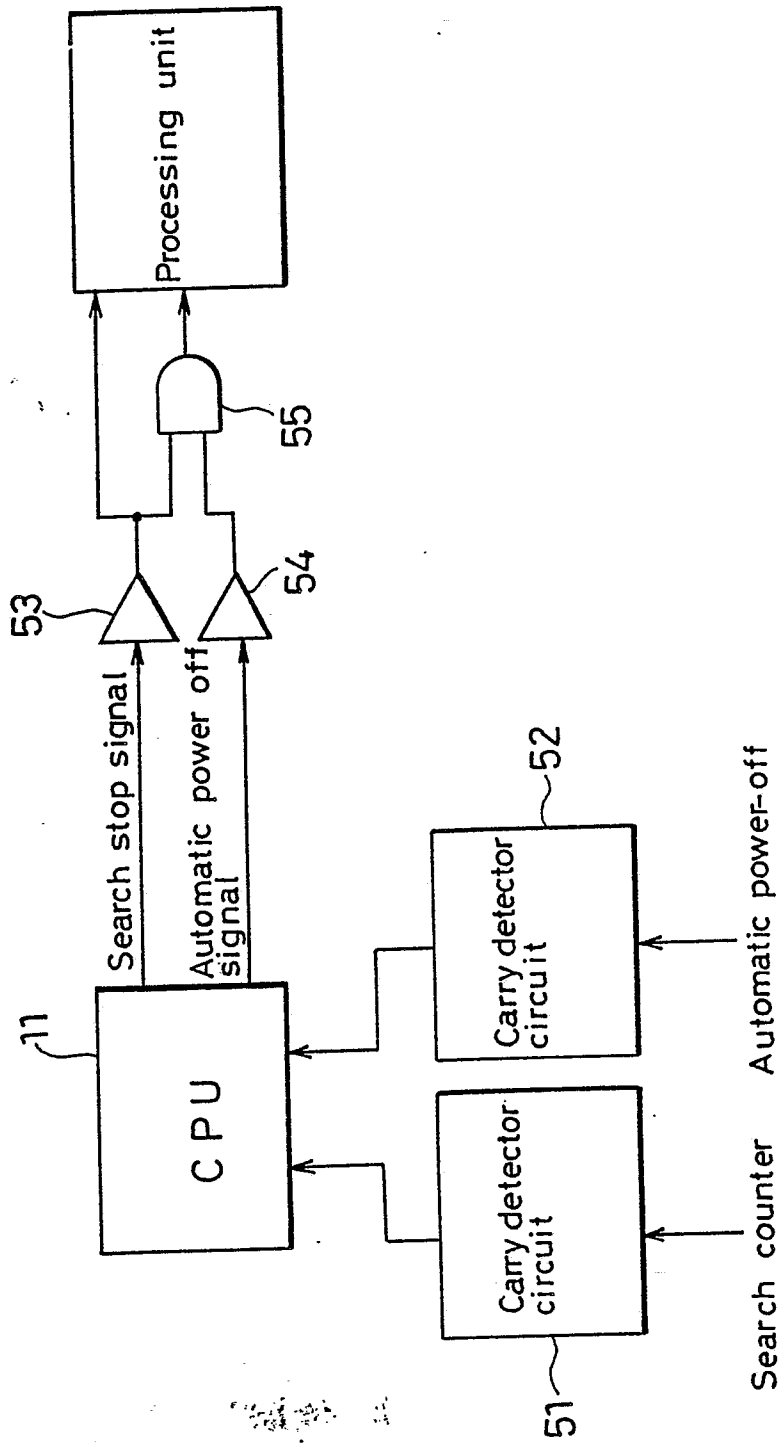 11
CPU
Search stop signal
Automatic power off
signal
53
54
55
Processing unit
Carry detector
circuit
51
Carry detector
circuit
52
Search counter
Automatic power-off